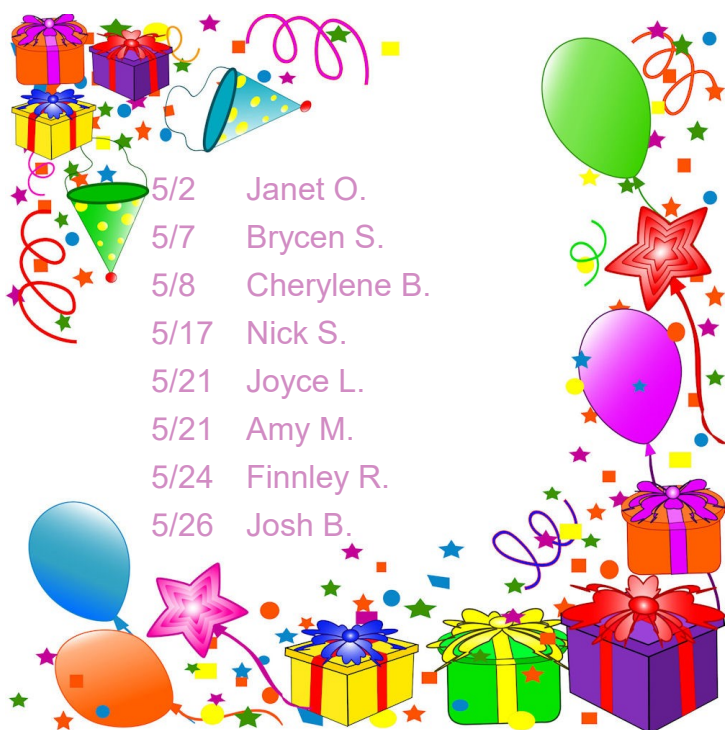 5/2 Janet O.
5/7 Brycen S.
5/8 Cherylene B.
5/17 Nick S.
5/21 Joyce L.
5/21 Amy M.
5/24 Finnley R.
5/26 Josh B.